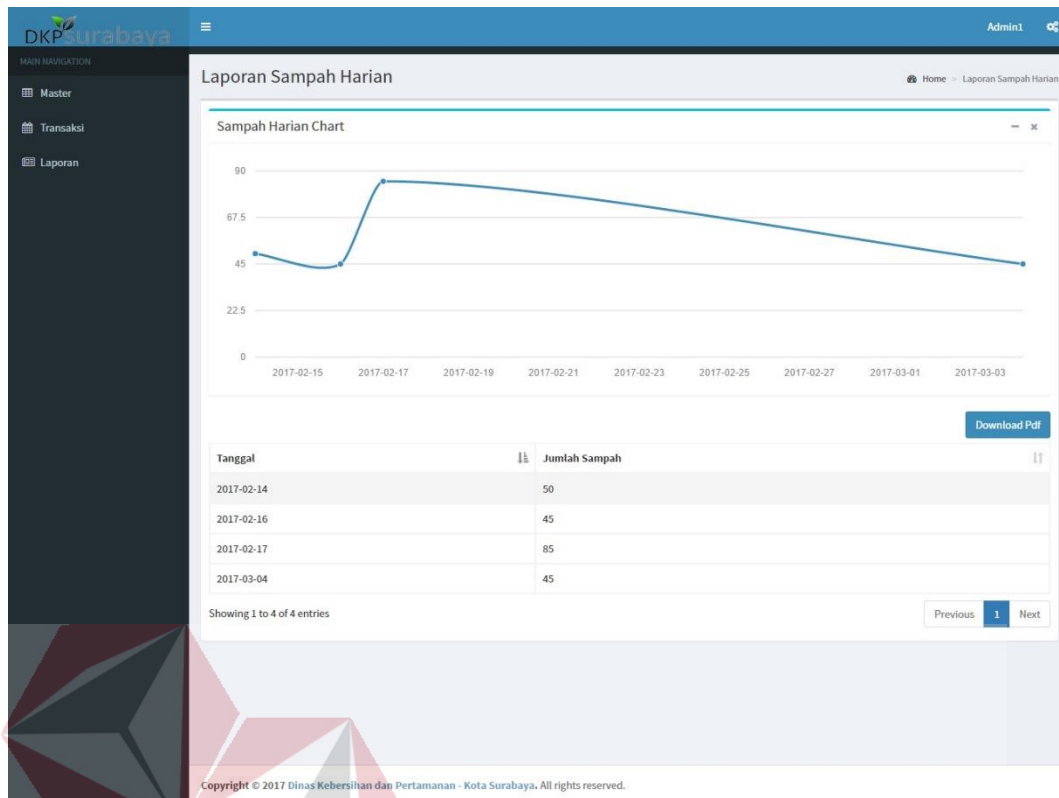 DKPSurabaya
Admin1
MAIN NAVIGATION
Master
Transaksi
Laporan
Laporan Sampah Harian
Home > Laporan Sampah Harian
Sampah Harian Chart
90
67.5
45
22.5
0
2017-02-15 2017-02-17 2017-02-19 2017-02-21 2017-02-23 2017-02-25 2017-02-27 2017-03-01 2017-03-03
Download Pdf
Tanggal Jumlah Sampah
2017-02-14 50
2017-02-16 45
2017-02-17 85
2017-03-04 45
Showing 1 to 4 of 4 entries
Previous 1 Next
Copyright © 2017 Dinas Kebersihan dan Pertamanan - Kota Surabaya. All rights reserved.